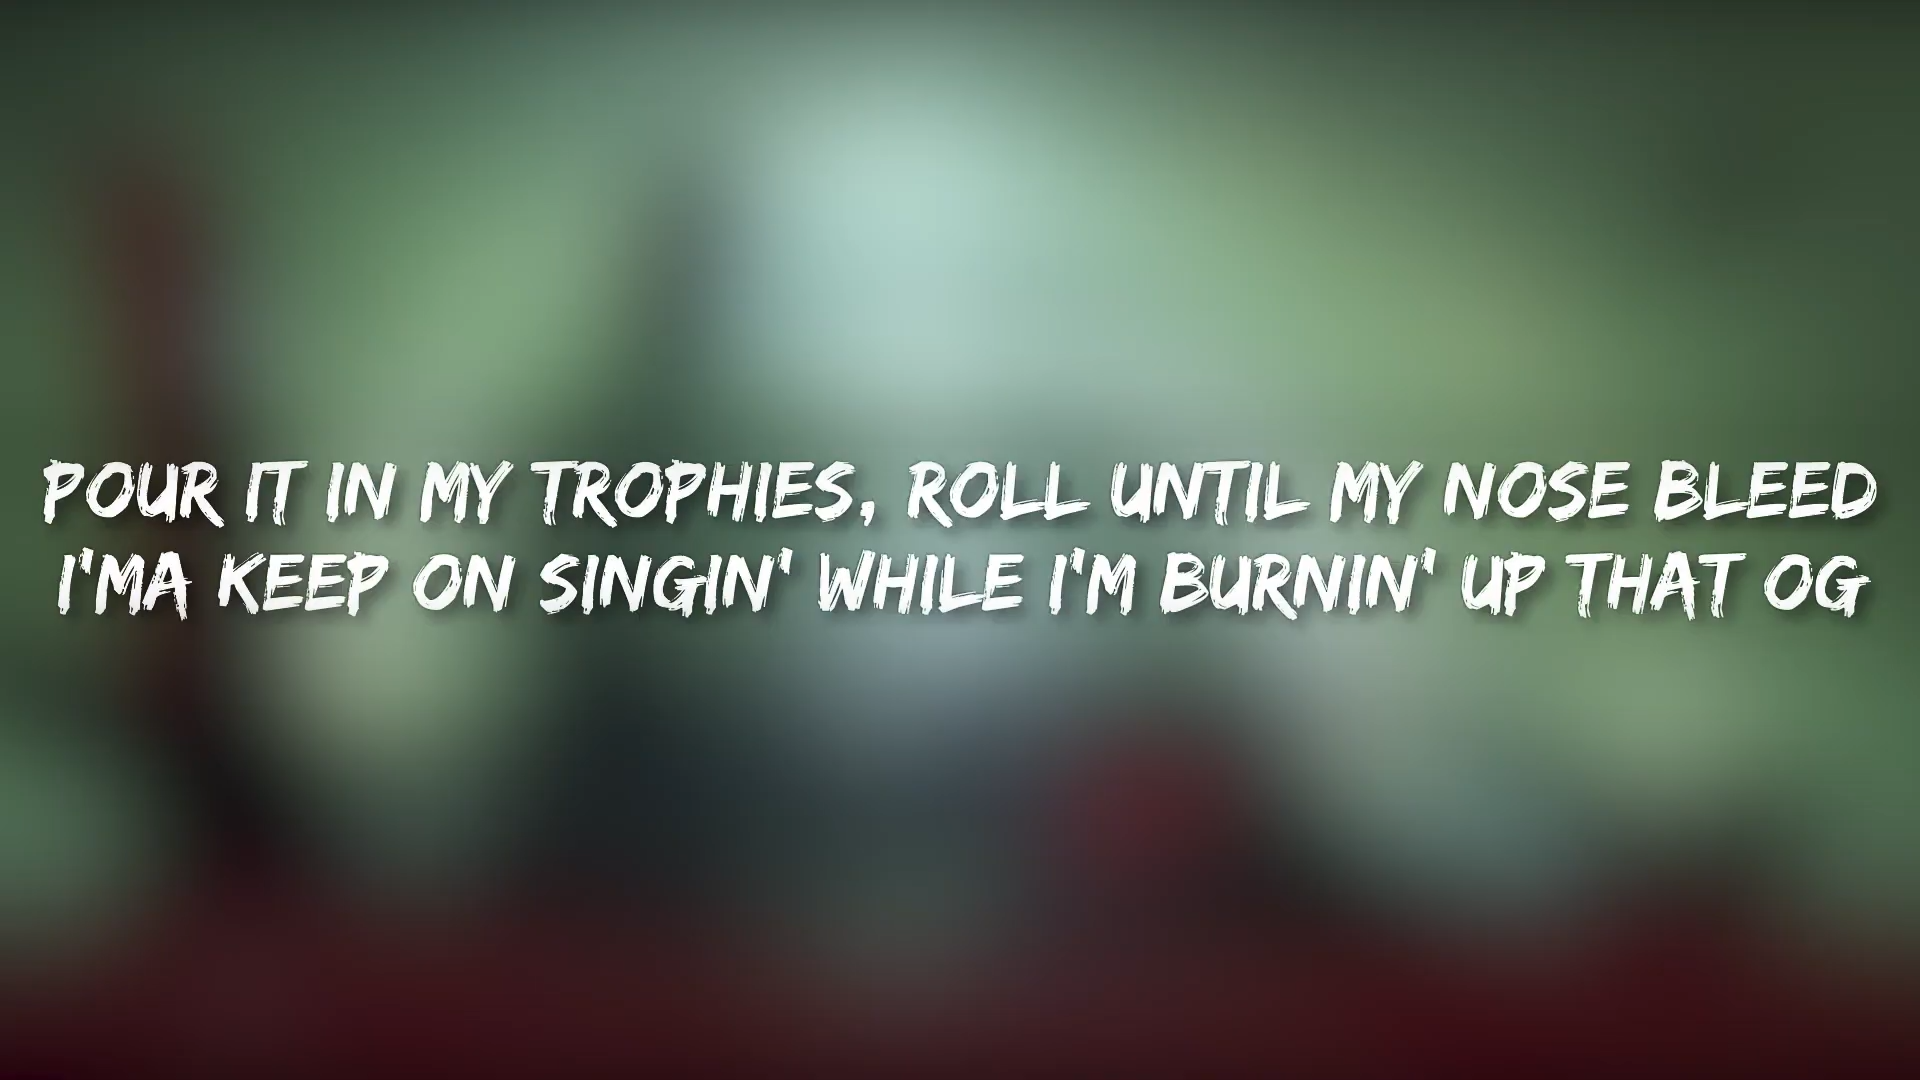 POUR IT IN MY TROPHIES, ROLL UNTIL MY NOSE BLEED
I'MA KEEP ON SINGIN' WHILE I'M BURNIN' UP THAT OG